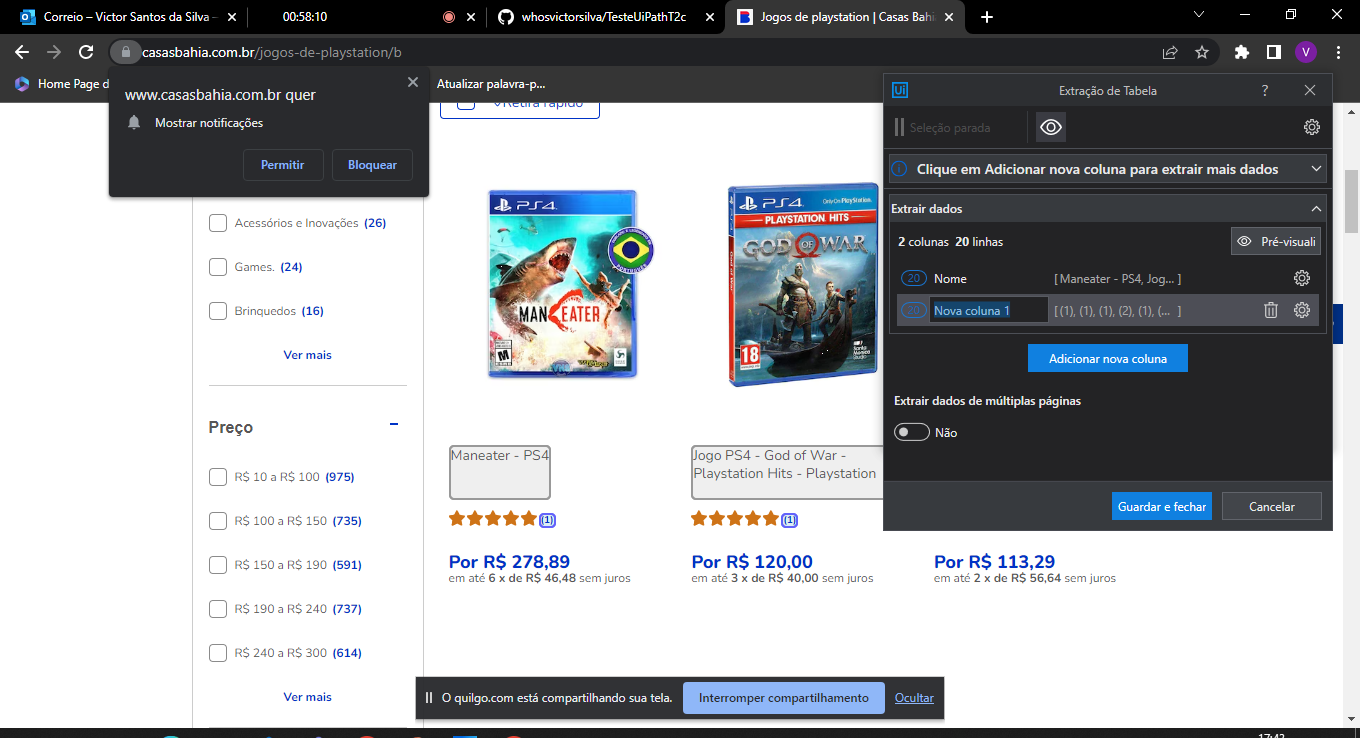 Correio – Victor Santos da Silva –
00:58:10
whosvictorsilva/TesteUiPathT2c
Jogos de playstation | Casas Bahi
casasbahia.com.br/jogos-de-playstation/b
V
Home Page d
Atualizar palavra-p...
www.casasbahia.com.br quer
Mostrar notificações
Permitir
Bloquear
Retira rápido
Acessórios e Inovações (26)
Games. (24)
Brinquedos (16)
Ver mais
Preço
R$ 10 a R$ 100 (975)
R$ 100 a R$ 150 (735)
R$ 150 a R$ 190 (591)
R$ 190 a R$ 240 (737)
R$ 240 a R$ 300 (614)
Ver mais
PS4
MANEATER
M
PS4
Only On PlayStation
PLAYSTATION HITS
GOD OF WAR
18
Santa Monica Studio
Maneater - PS4
(1)
Por R$ 278,89
em até 6 x de R$ 46,48 sem juros
Jogo PS4 - God of War -
Playstation Hits - Playstation
(1)
Por R$ 120,00
em até 3 x de R$ 40,00 sem juros
Por R$ 113,29
em até 2 x de R$ 56,64 sem juros
Ui
Extração de Tabela
?
Seleção parada
Clique em Adicionar nova coluna para extrair mais dados
Extrair dados
2 colunas 20 linhas
Pré-visuali
20 Nome [ Maneater - PS4, Jog... ]
20 Nova coluna 1 [ (1), (1), (1), (2), (1), (... ]
Adicionar nova coluna
Extrair dados de múltiplas páginas
Não
Guardar e fechar
Cancelar
O quilgo.com está compartilhando sua tela.
Interromper compartilhamento
Ocultar